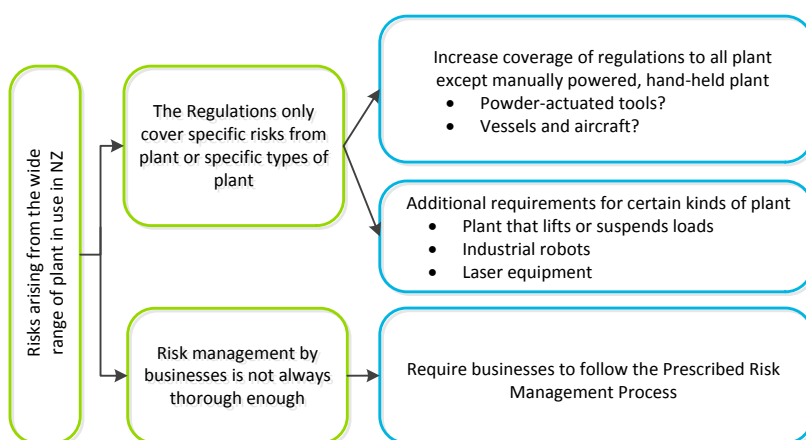 Risks arising from the wide
range of plant in use in NZ
The Regulations only
cover specific risks from
plant or specific types of
plant
Increase coverage of regulations to all plant
except manually powered, hand-held plant
• Powder-actuated tools?
• Vessels and aircraft?
Additional requirements for certain kinds of plant
• Plant that lifts or suspends loads
• Industrial robots
• Laser equipment
Risk management by
businesses is not always
thorough enough
Require businesses to follow the Prescribed Risk
Management Process